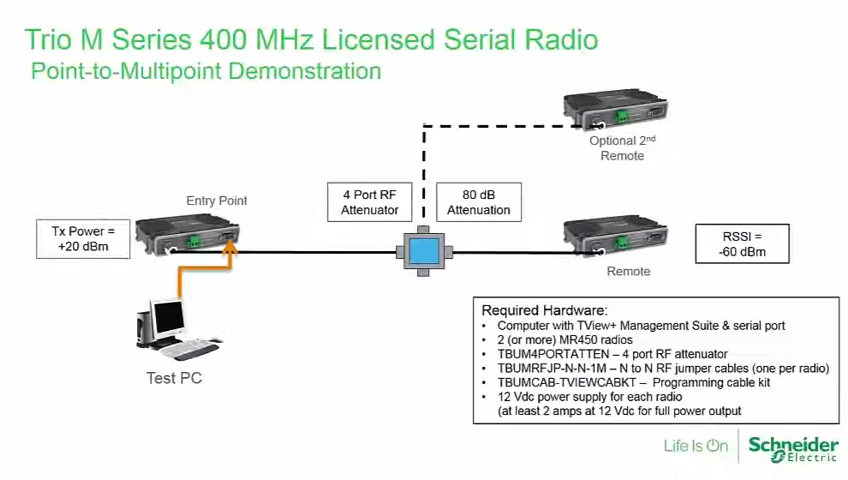 Trio M Series 400 MHz Licensed Serial Radio
Point-to-Multipoint Demonstration
Optional 2nd
Remote
Entry Point
4 Port RF
Attenuator
80 dB
Attenuation
Tx Power =
+20 dBm
RSSI =
-60 dBm
Remote
Test PC
Required Hardware:
• Computer with TView+ Management Suite & serial port
• 2 (or more) MR450 radios
• TBUM4PORTATTEN – 4 port RF attenuator
• TBUMRFJP-N-N-1M – N to N RF jumper cables (one per radio)
• TBUMCAB-TVIEWCABKT – Programming cable kit
• 12 Vdc power supply for each radio
(at least 2 amps at 12 Vdc for full power output
Life Is On
Schneider
Electric